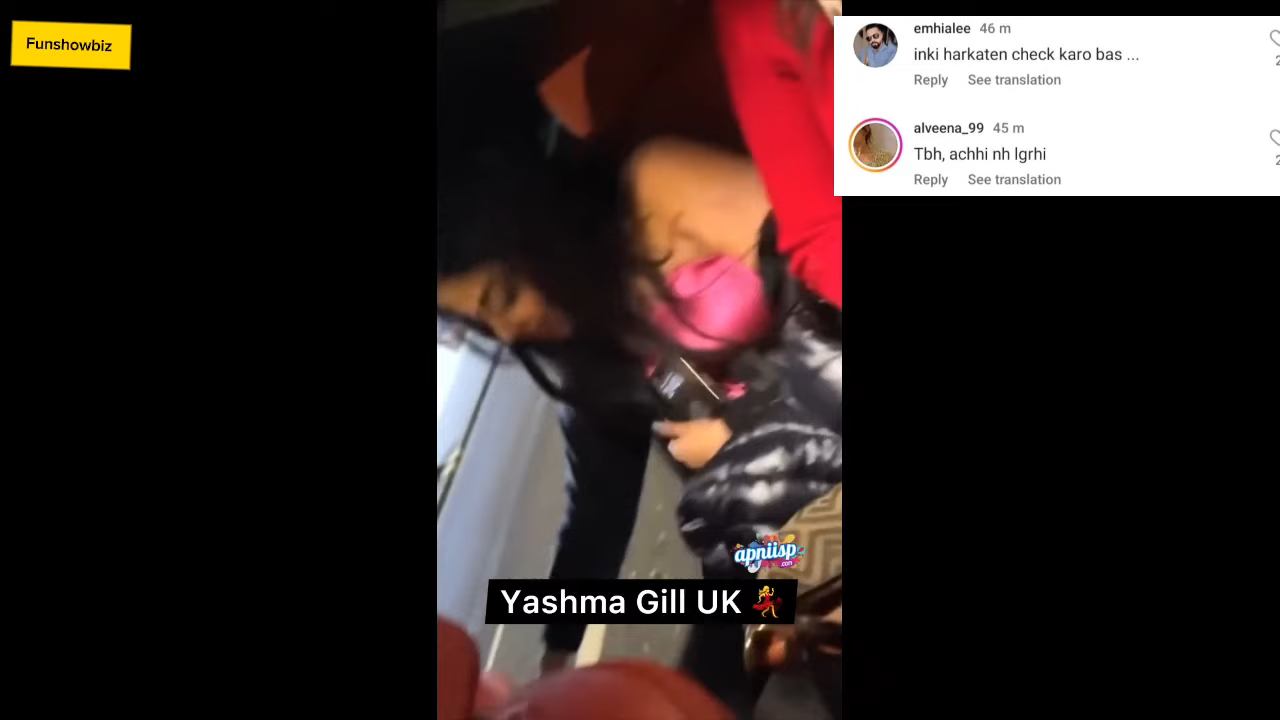 Funshowbiz
emhialee 46 m
inki harkaten check karo bas ...
Reply See translation
alveena_99 45 m
Tbh, achhi nh lgrhi
Reply See translation
apniisp
.com
Yashma Gill UK 💃